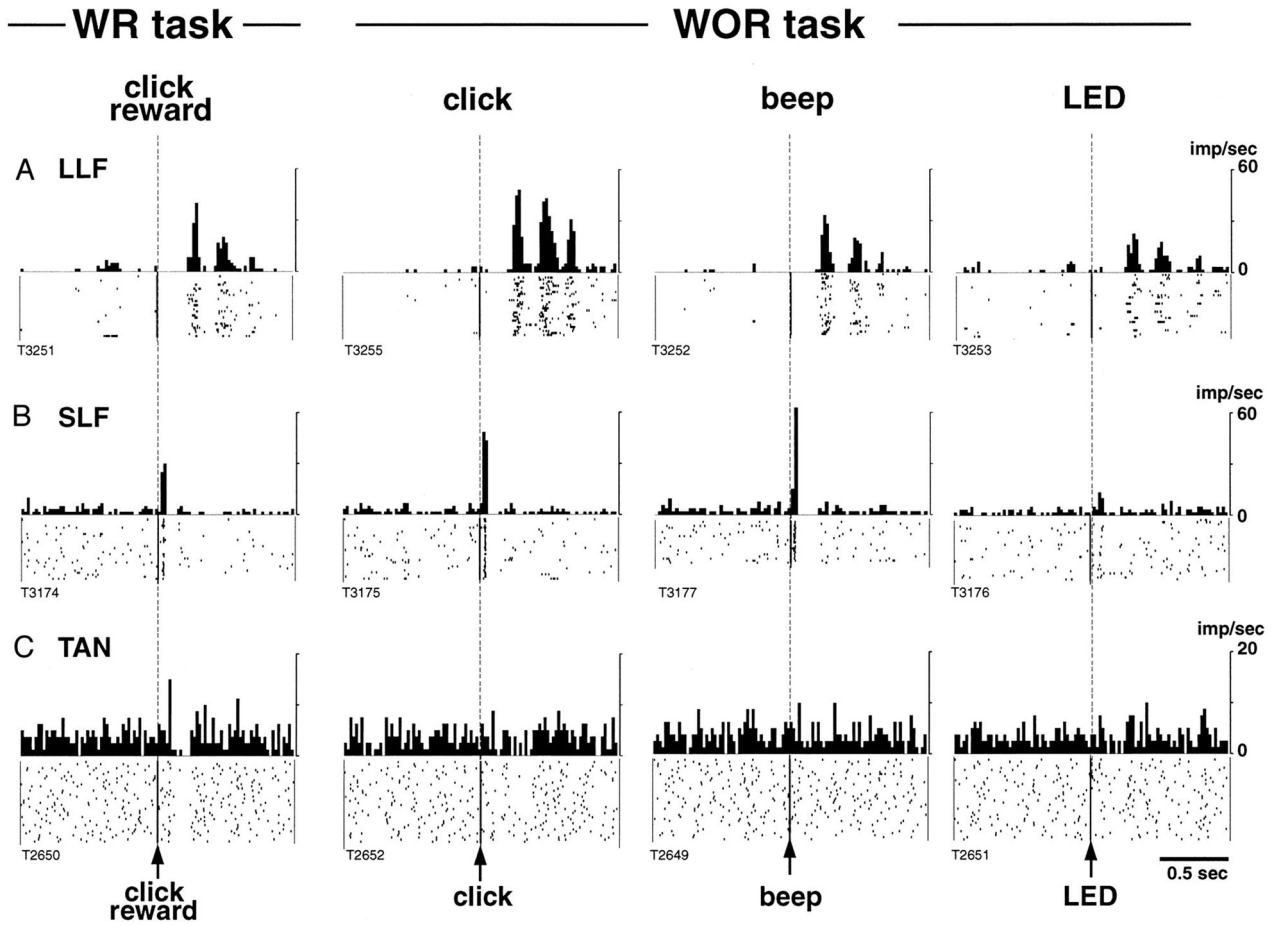 WR task
WOR task
click
reward
click
beep
LED
A LLF
imp/sec
60
0
T3251
T3255
T3252
T3253
B SLF
imp/sec
60
0
T3174
T3175
T3177
T3176
C TAN
imp/sec
20
0
T2650
T2652
T2649
T2651
0.5 sec
click
reward
click
beep
LED